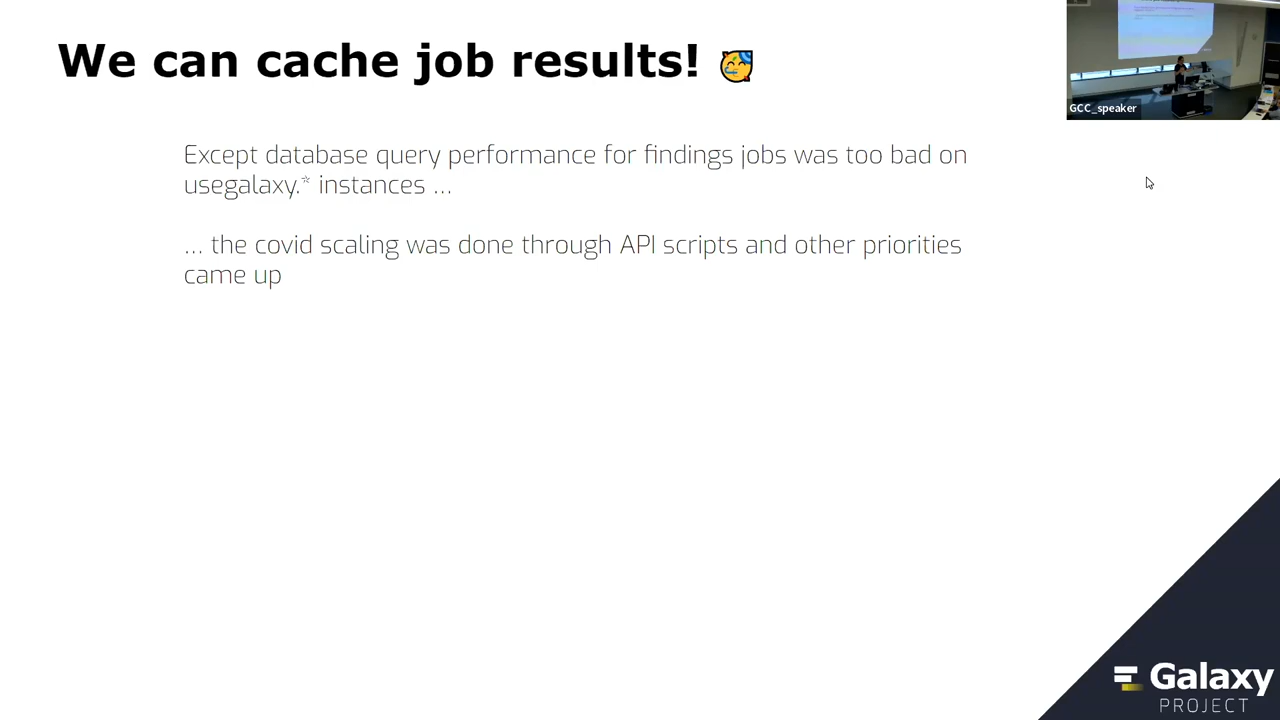 We can cache job results!
GCC_speaker
Except database query performance for findings jobs was too bad on
usegalaxy.* instances ...
... the covid scaling was done through API scripts and other priorities
came up
Galaxy
PROJECT